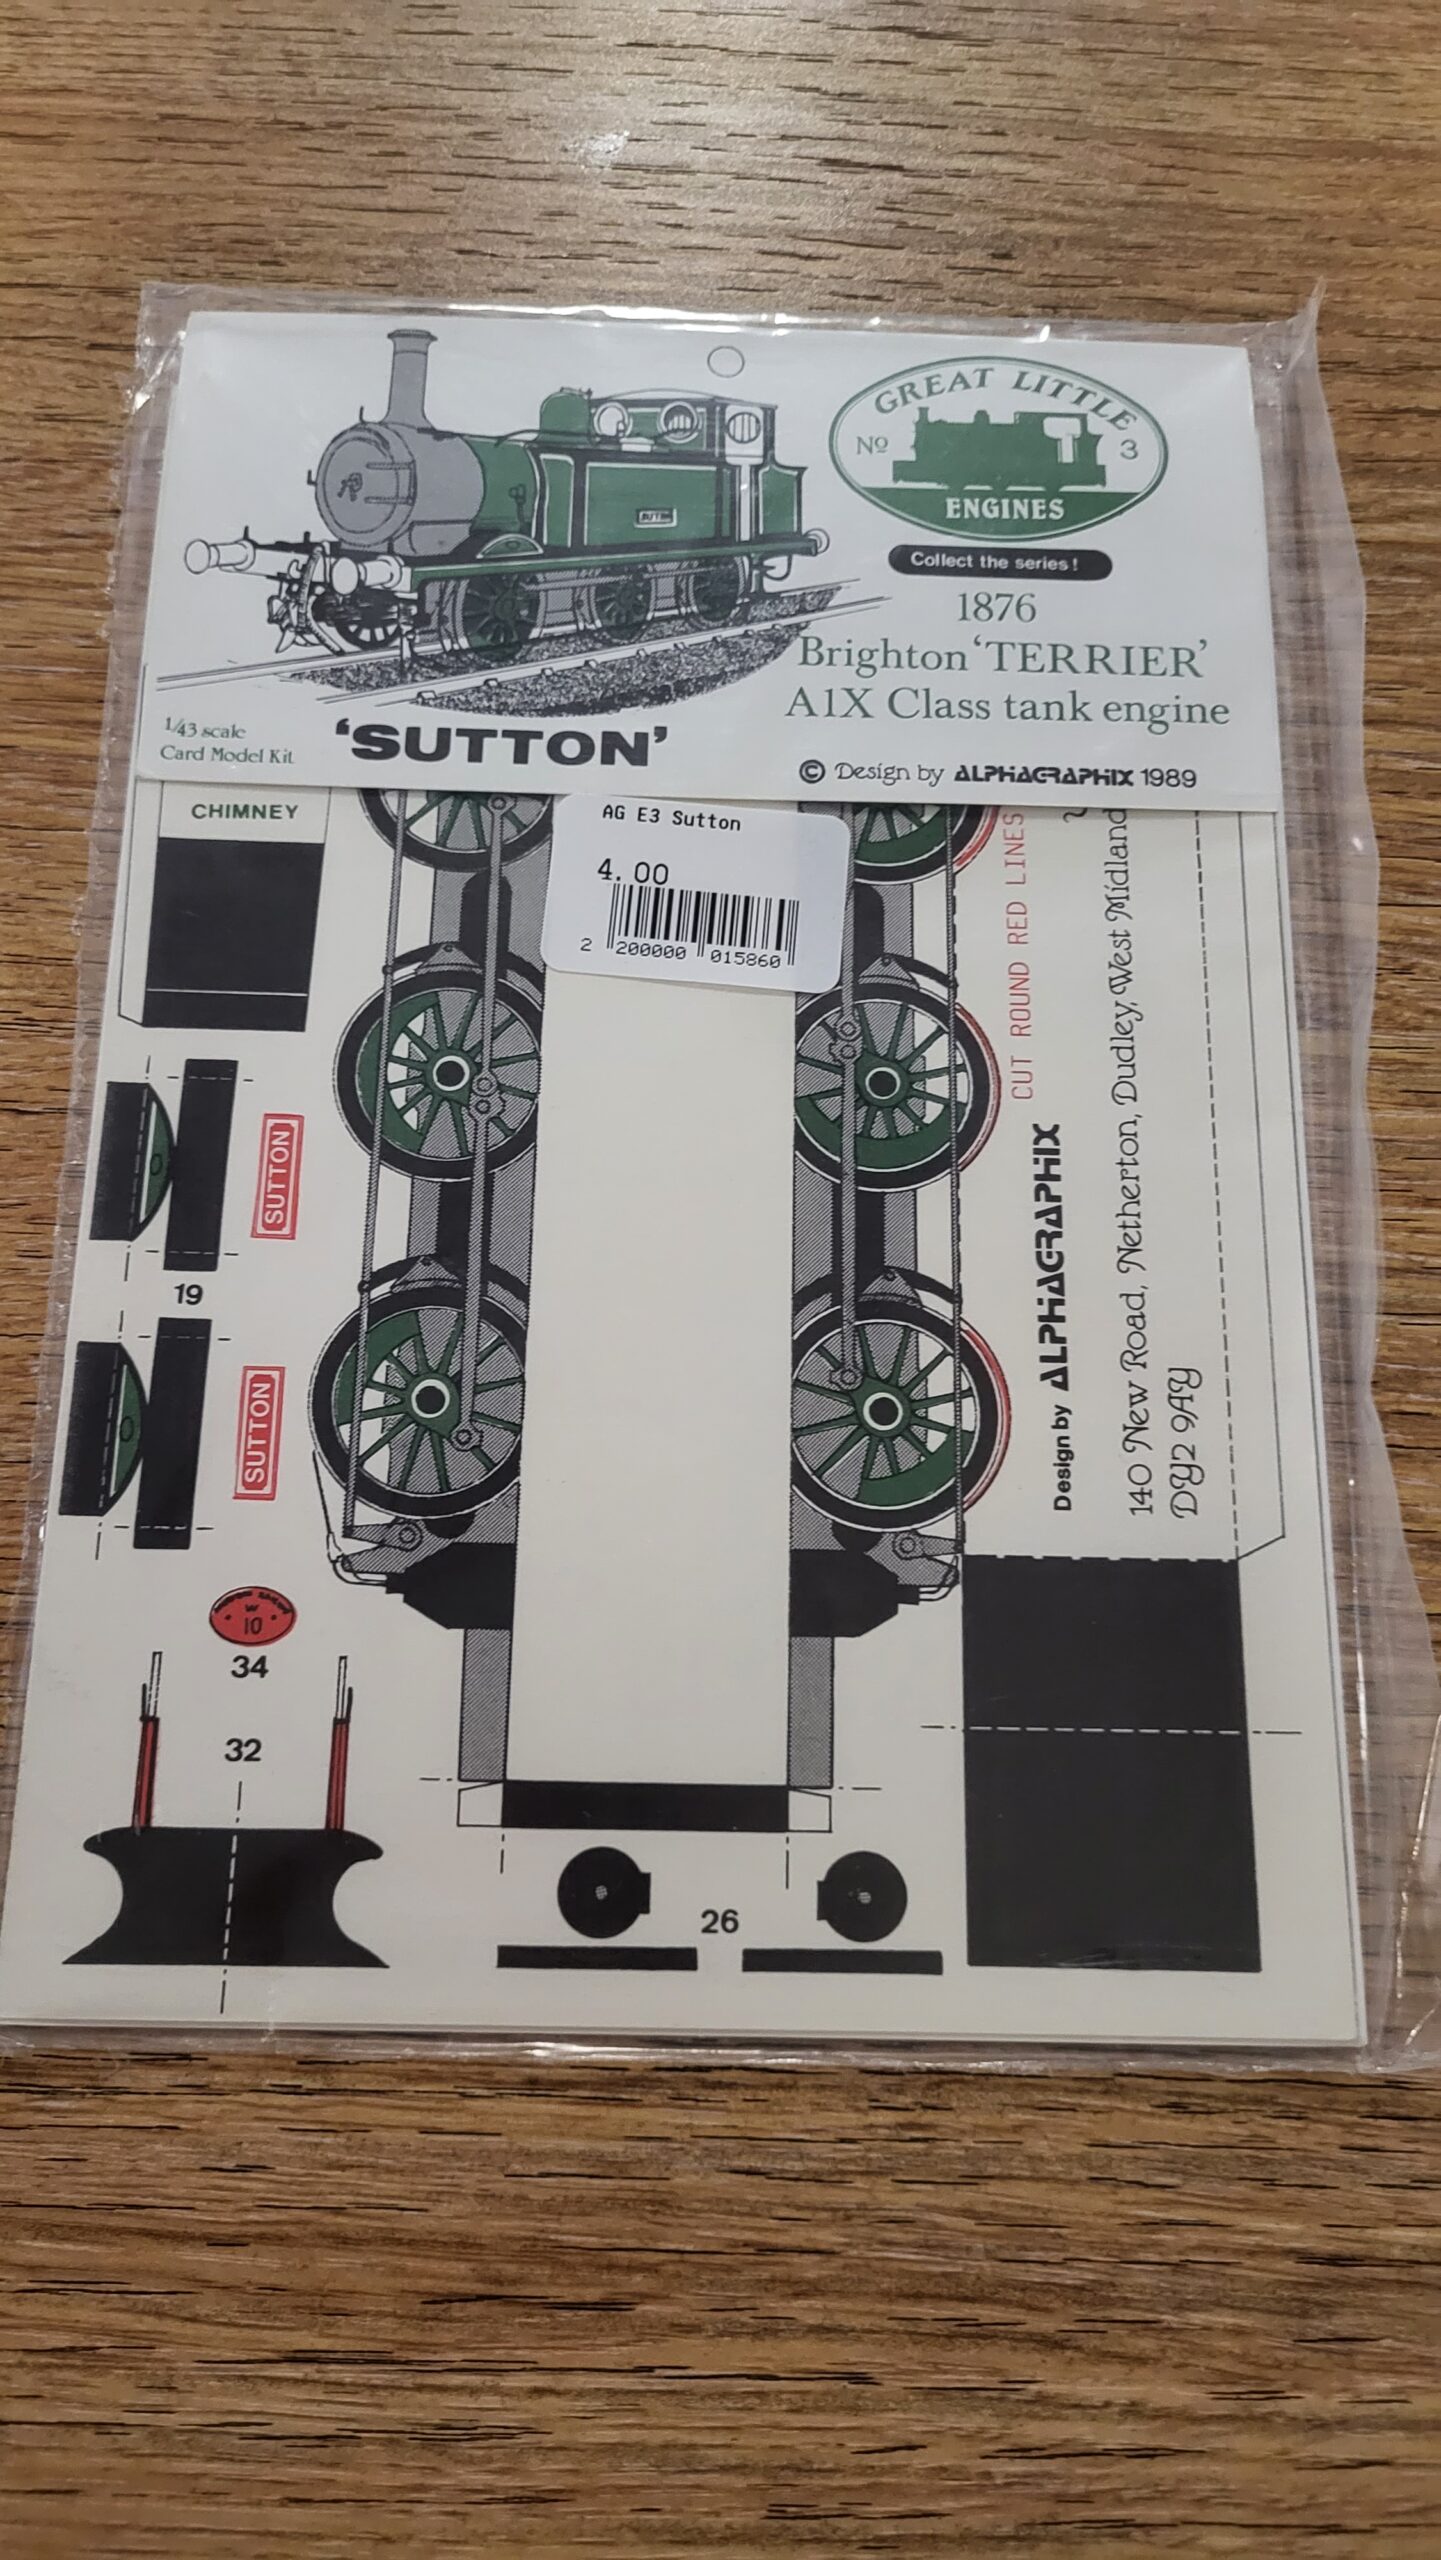 GREAT LITTLE
Nº 3
ENGINES
Collect the series!
1876
Brighton 'TERRIER'
A1X Class tank engine
1/43 scale
Card Model Kit
'SUTTON'
© Design by ALPHAGRAPHIX 1989
SUTTON
CHIMNEY
AG E3 Sutton
4.00
2 200000 015860
CUT ROUND RED LINES
Design by ALPHAGRAPHIX
140 New Road, Netherton, Dudley, West Midland
DY2 9AY
SUTTON
19
SUTTON
W
10
34
32
26